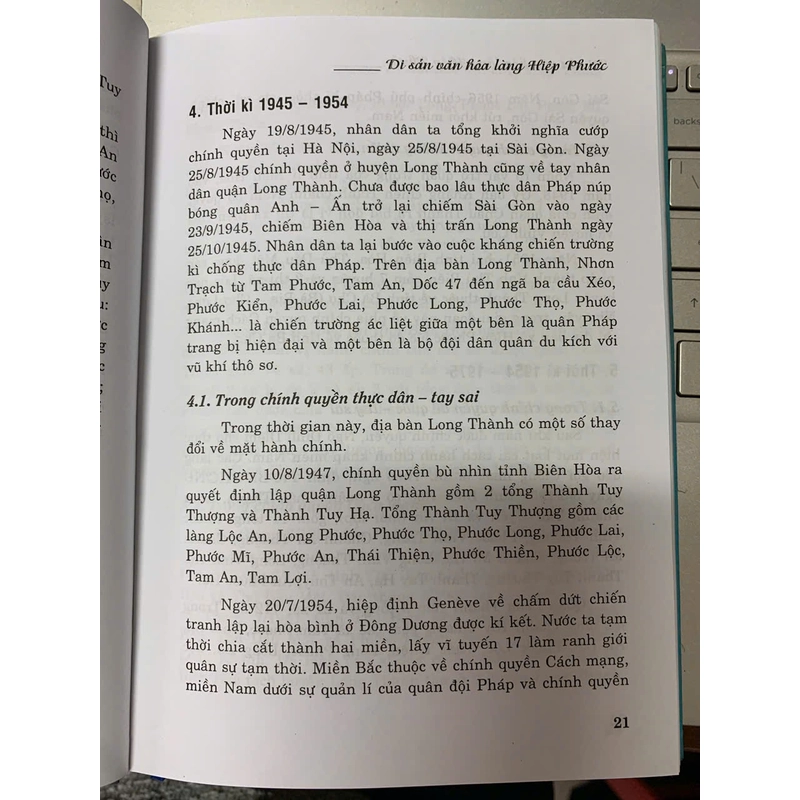 Di sản văn hóa làng Hiệp Phước
4. Thời kì 1945 – 1954
Ngày 19/8/1945, nhân dân ta tổng khởi nghĩa cướp
chính quyền tại Hà Nội, ngày 25/8/1945 tại Sài Gòn. Ngày
25/8/1945 chính quyền ở huyện Long Thành cũng về tay nhân
dân quận Long Thành. Chưa được bao lâu thực dân Pháp núp
bóng quân Anh – Ấn trở lại chiếm Sài Gòn vào ngày
23/9/1945, chiếm Biên Hòa và thị trấn Long Thành ngày
25/10/1945. Nhân dân ta lại bước vào cuộc kháng chiến trường
kì chống thực dân Pháp. Trên địa bàn Long Thành, Nhơn
Trạch từ Tam Phước, Tam An, Dốc 47 đến ngã ba cầu Xéo,
Phước Kiển, Phước Lai, Phước Long, Phước Thọ, Phước
Khánh... là chiến trường ác liệt giữa một bên là quân Pháp
trang bị hiện đại và một bên là bộ đội dân quân du kích với
vũ khí thô sơ.
4.1. Trong chính quyền thực dân – tay sai
Trong thời gian này, địa bàn Long Thành có một số thay
đổi về mặt hành chính.
Ngày 10/8/1947, chính quyền bù nhìn tỉnh Biên Hòa ra
quyết định lập quận Long Thành gồm 2 tổng Thành Tuy
Thượng và Thành Tuy Hạ. Tổng Thành Tuy Thượng gồm các
làng Lộc An, Long Phước, Phước Thọ, Phước Long, Phước Lai,
Phước Mĩ, Phước An, Thái Thiện, Phước Thiền, Phước Lộc,
Tam An, Tam Lợi.
Ngày 20/7/1954, hiệp định Genève về chấm dứt chiến
tranh lập lại hòa bình ở Đông Dương được kí kết. Nước ta tạm
thời chia cắt thành hai miền, lấy vĩ tuyến 17 làm ranh giới
quân sự tạm thời. Miền Bắc thuộc về chính quyền Cách mạng,
miền Nam dưới sự quản lí của quân đội Pháp và chính quyền
21